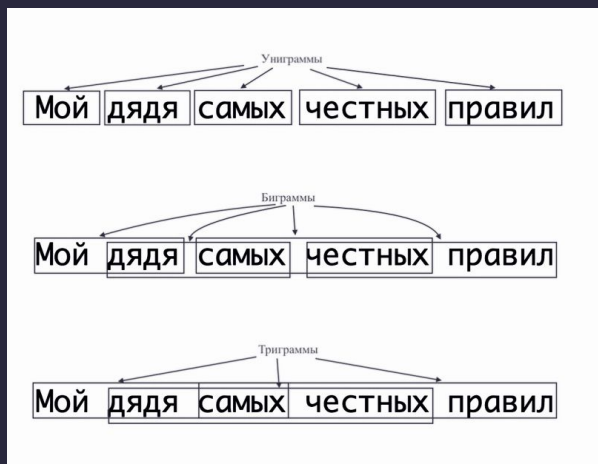 Униграммы
Мой дядя самых честных правил
Биграммы
Мой дядя самых честных правил
Триграммы
Мой дядя самых честных правил